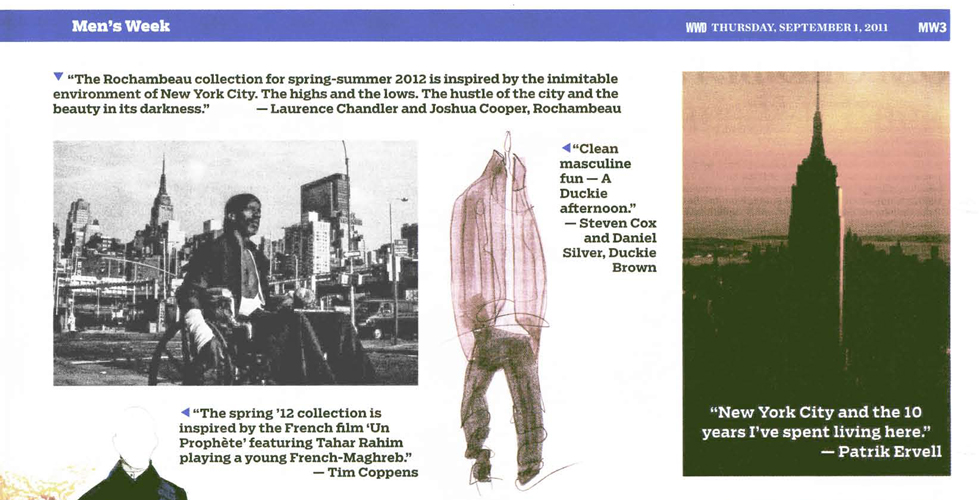 Men's Week
WWD THURSDAY, SEPTEMBER 1, 2011 MW3
"The Rochambeau collection for spring-summer 2012 is inspired by the inimitable
environment of New York City. The highs and the lows. The hustle of the city and the
beauty in its darkness." — Laurence Chandler and Joshua Cooper, Rochambeau
"Clean
masculine
fun — A
Duckie
afternoon."
— Steven Cox
and Daniel
Silver, Duckie
Brown
"The spring '12 collection is
inspired by the French film 'Un
Prophète' featuring Tahar Rahim
playing a young French-Maghreb."
— Tim Coppens
"New York City and the 10
years I've spent living here."
— Patrik Ervell